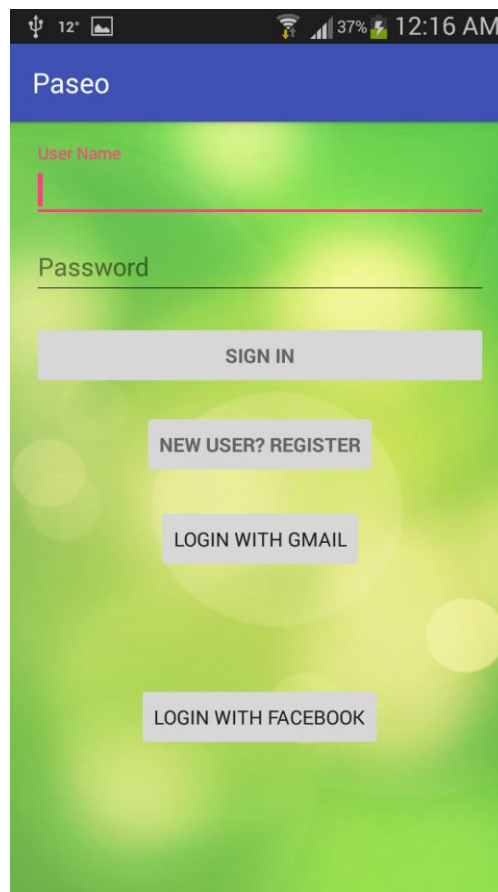 12° 37% 12:16 AM
Paseo
User Name
Password
SIGN IN
NEW USER? REGISTER
LOGIN WITH GMAIL
LOGIN WITH FACEBOOK